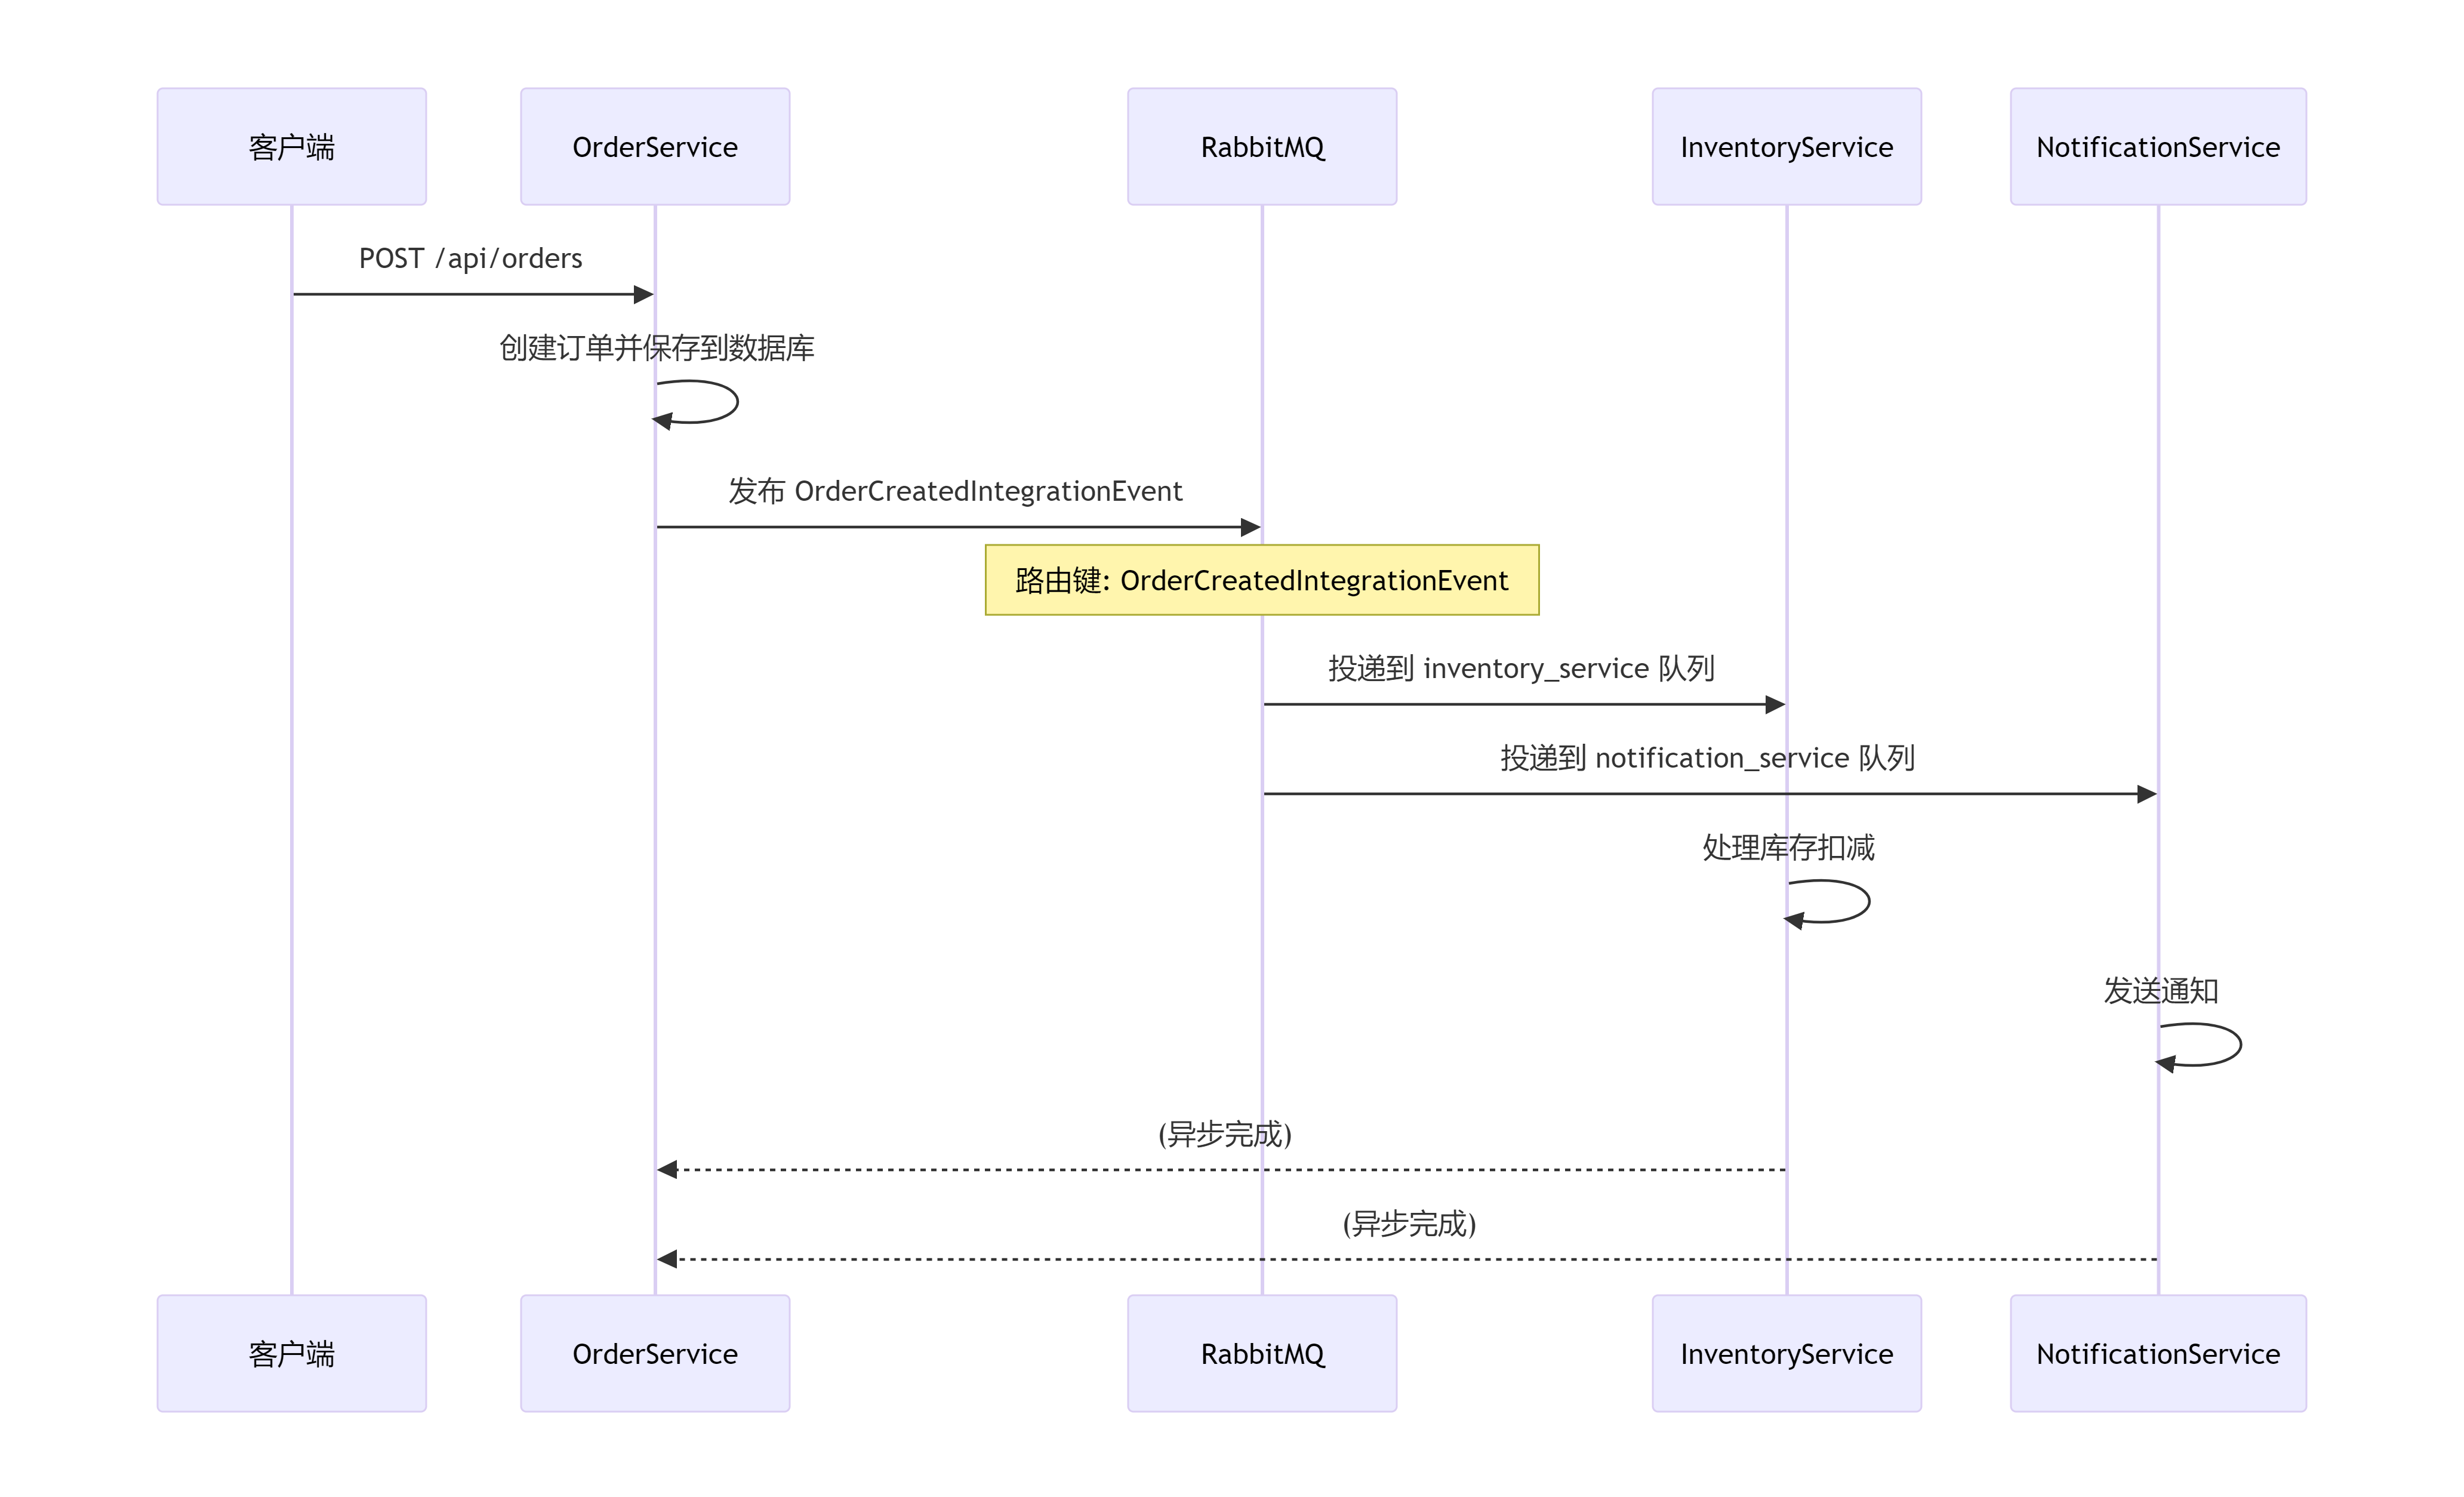 客户端
OrderService
RabbitMQ
InventoryService
NotificationService
POST /api/orders
创建订单并保存到数据库
发布 OrderCreatedIntegrationEvent
路由键: OrderCreatedIntegrationEvent
投递到 inventory_service 队列
投递到 notification_service 队列
处理库存扣减
发送通知
(异步完成)
(异步完成)
客户端
OrderService
RabbitMQ
InventoryService
NotificationService